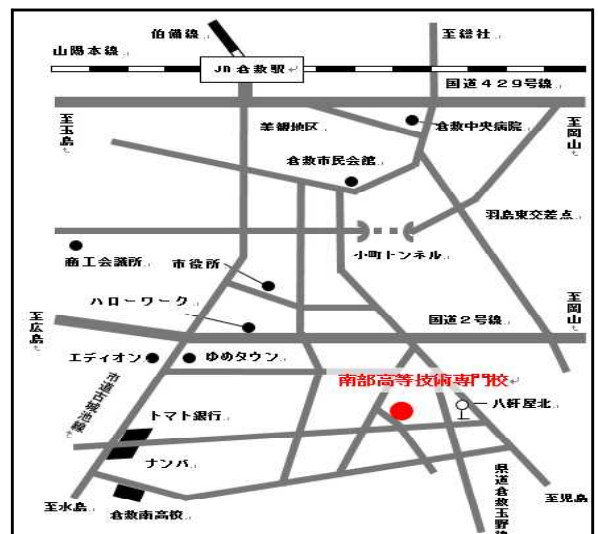 伯備線
至総社
山陽本線
JR倉敷駅
国道429号線
至玉島
美観地区
倉敷中央病院
至岡山
倉敷市民会館
羽島東交差点
小町トンネル
商工会議所
市役所
ハローワーク
至広島
国道2号線
至岡山
エディオン
ゆめタウン
南部高等技術専門校
市道古城池線
トマト銀行
八軒屋北
ナンバ
至水島
倉敷南高校
県道倉敷玉野線
至児島